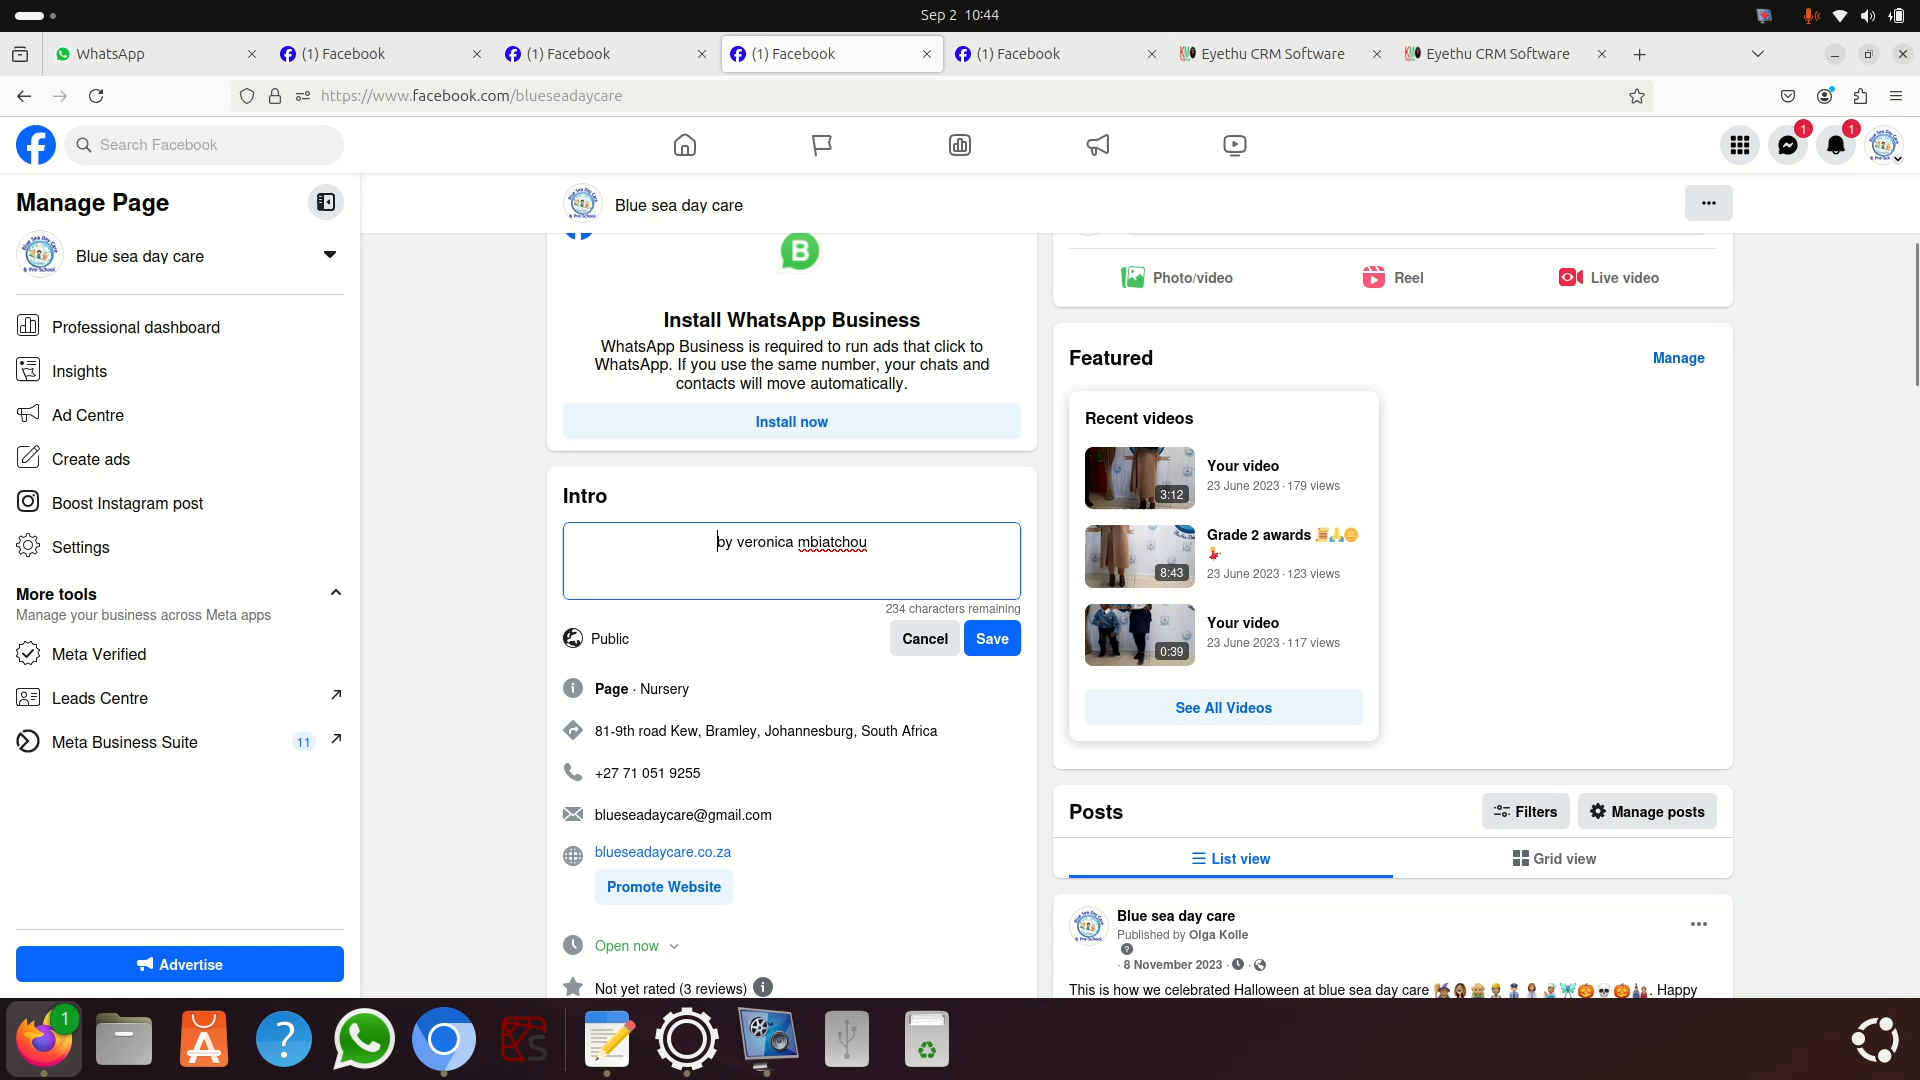 Sep 2 10:44
WhatsApp
(1) Facebook
(1) Facebook
(1) Facebook
(1) Facebook
Eyethu CRM Software
Eyethu CRM Software
https://www.facebook.com/blueseadaycare
Search Facebook
1
1
Manage Page
Blue sea day care
Professional dashboard
Insights
Ad Centre
Create ads
Boost Instagram post
Settings
More tools
Manage your business across Meta apps
Meta Verified
Leads Centre
Meta Business Suite 11
Advertise
Blue sea day care
Install WhatsApp Business
WhatsApp Business is required to run ads that click to
WhatsApp. If you use the same number, your chats and
contacts will move automatically.
Install now
Intro
by veronica mbiatchou
234 characters remaining
Public
Cancel
Save
Page · Nursery
81-9th road Kew, Bramley, Johannesburg, South Africa
+27 71 051 9255
blueseadaycare@gmail.com
blueseadaycare.co.za
Promote Website
Open now
Not yet rated (3 reviews)
Photo/video
Reel
Live video
Featured
Manage
Recent videos
Your video
23 June 2023 · 179 views
3:12
Grade 2 awards
8:43
23 June 2023 · 123 views
Your video
23 June 2023 · 117 views
0:39
See All Videos
Posts
Filters
Manage posts
List view
Grid view
Blue sea day care
Published by Olga Kolle
· 8 November 2023 ·
This is how we celebrated Halloween at blue sea day care . Happy
1